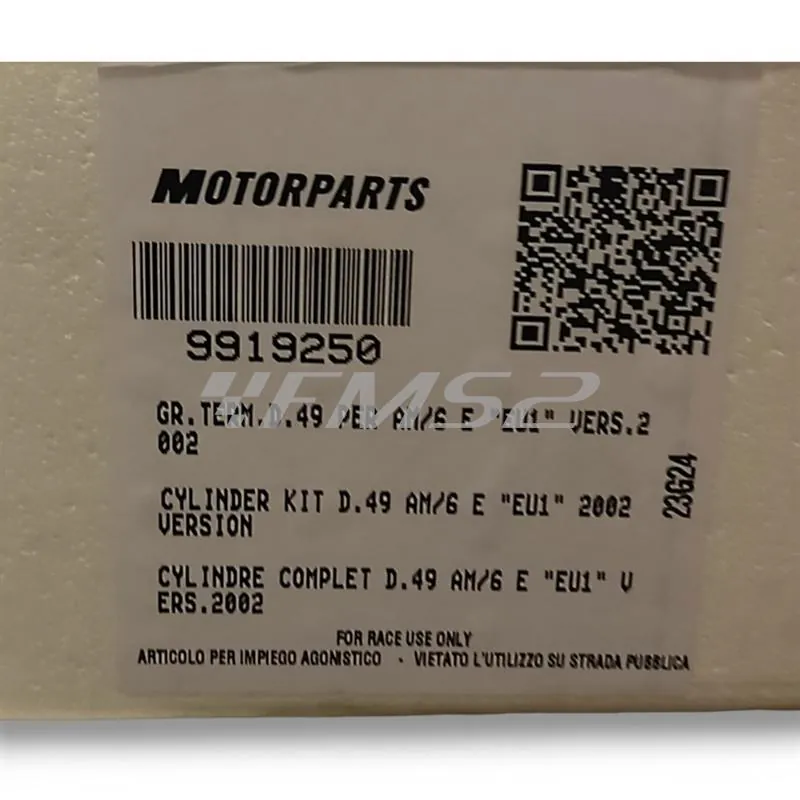 MOTORPARTS
9919250
FMS2
GR.TERM.D.49 PER AM/6 E "EU1" VERS.2
002
CYLINDER KIT D.49 AM/6 E "EU1" 2002
VERSION
CYLINDRE COMPLET D.49 AM/6 E "EU1" V
ERS.2002
23G24
FOR RACE USE ONLY
ARTICOLO PER IMPIEGO AGONISTICO - VIETATO L'UTILIZZO SU STRADA PUBBLICA